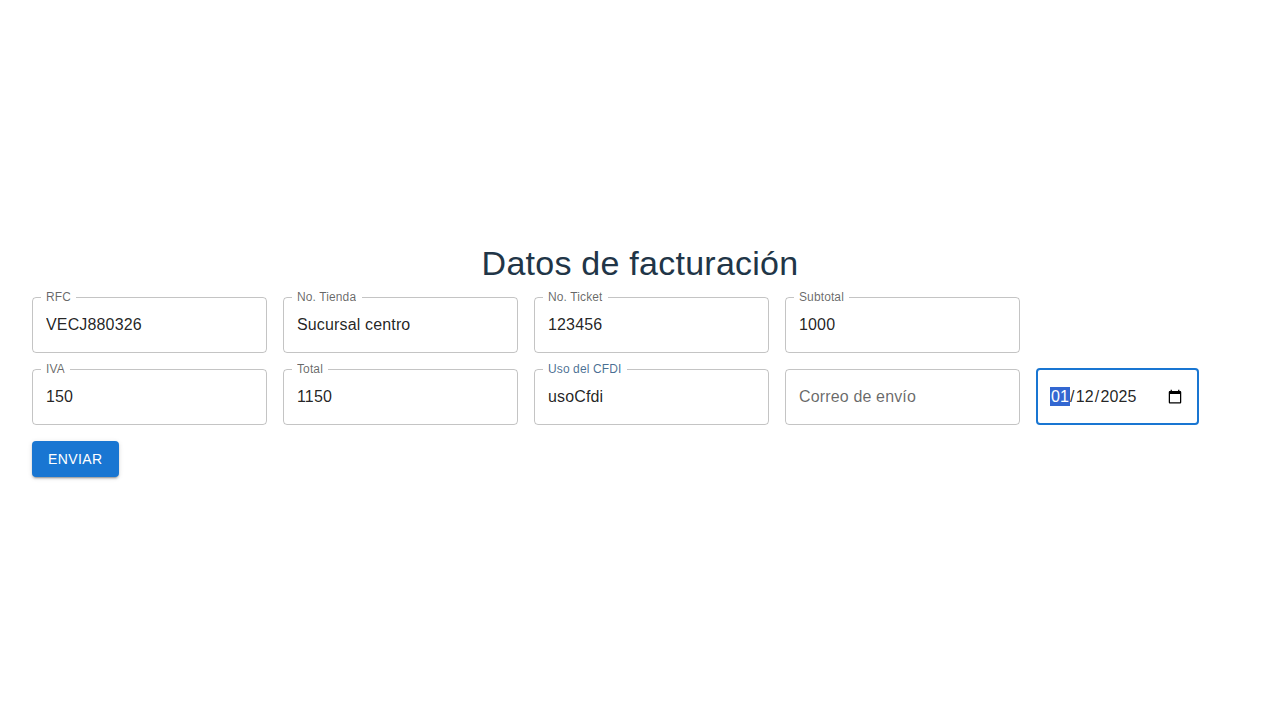 Datos de facturación
RFC No. Tienda No. Ticket Subtotal
VECJ880326 Sucursal centro 123456 1000
IVA Total Uso del CFDI
150 1150 usoCfdi Correo de envío 01/12/2025
ENVIAR